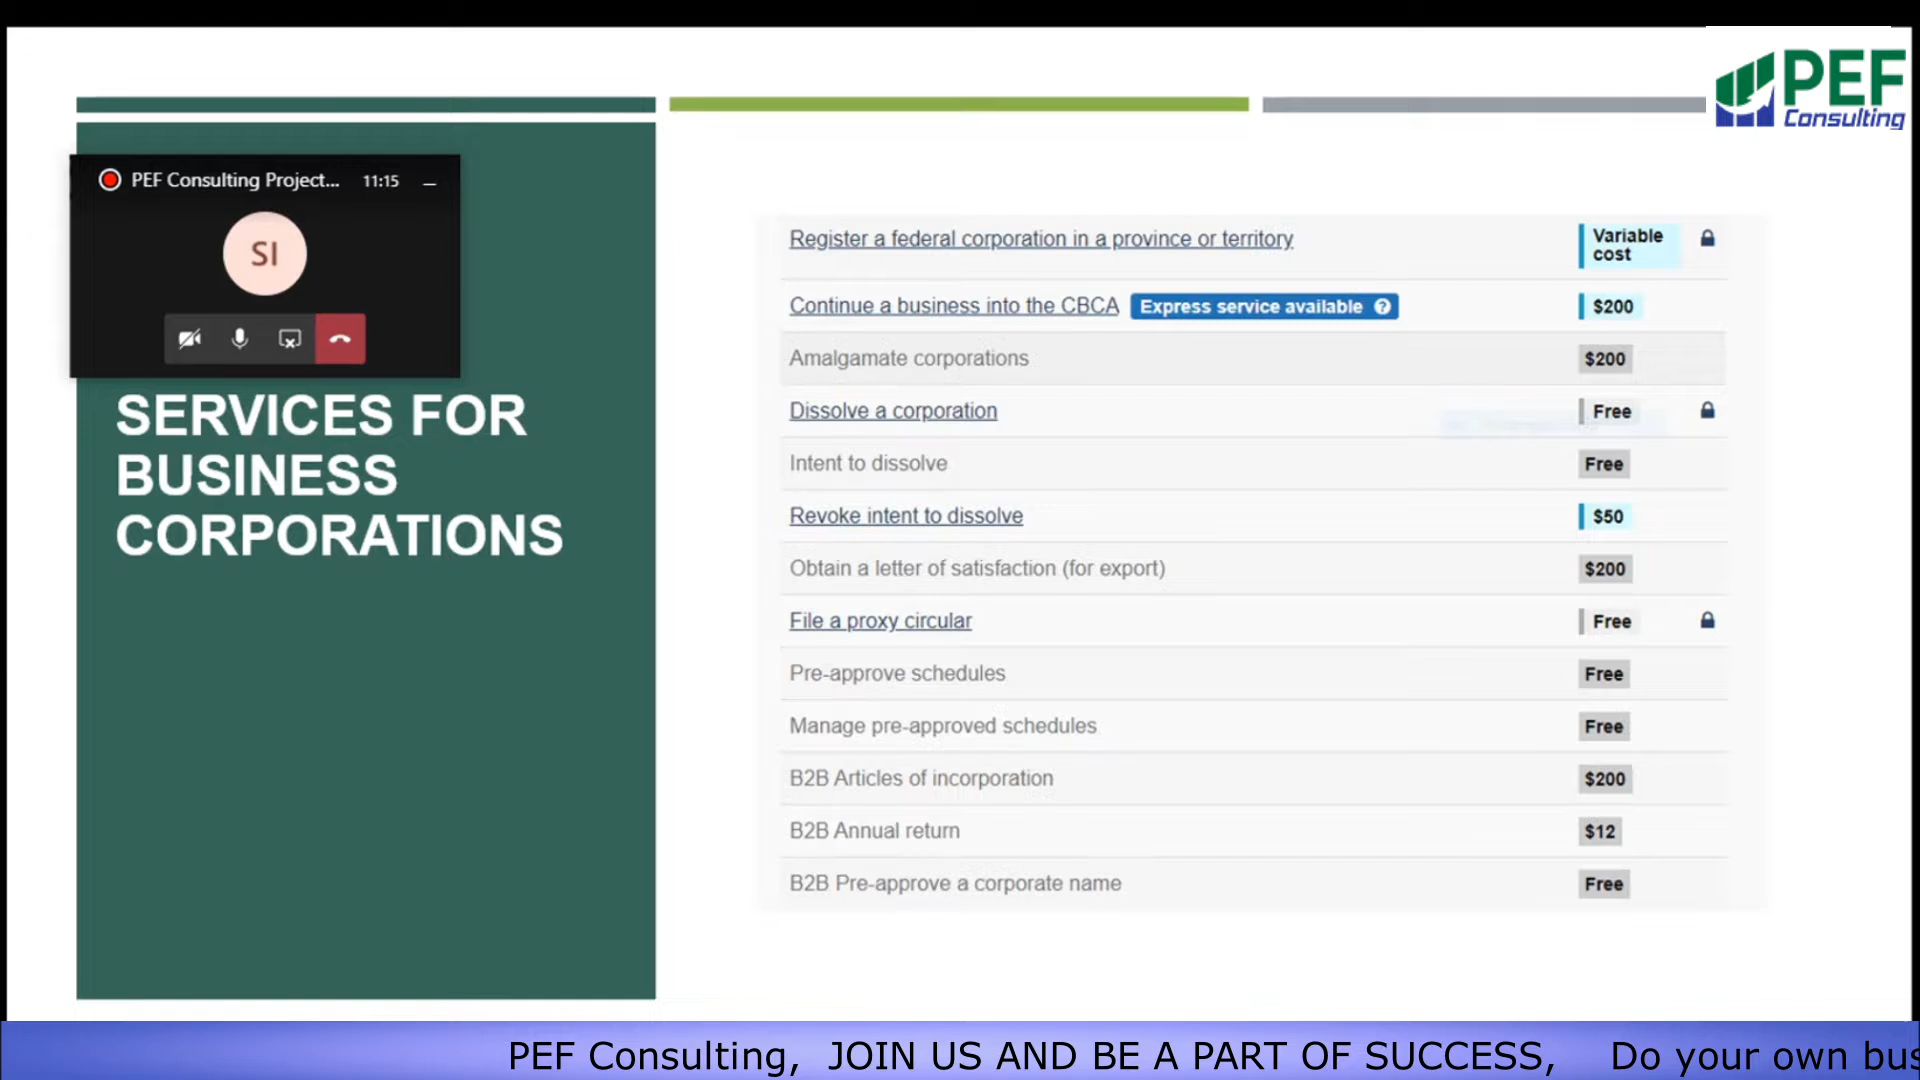 PEF
Consulting
PEF Consulting Project... 11:15
SI
SERVICES FOR
BUSINESS
CORPORATIONS
Register a federal corporation in a province or territory Variable cost
Continue a business into the CBCA Express service available ? $200
Amalgamate corporations $200
Dissolve a corporation Free
Intent to dissolve Free
Revoke intent to dissolve $50
Obtain a letter of satisfaction (for export) $200
File a proxy circular Free
Pre-approve schedules Free
Manage pre-approved schedules Free
B2B Articles of incorporation $200
B2B Annual return $12
B2B Pre-approve a corporate name Free
PEF Consulting, JOIN US AND BE A PART OF SUCCESS, Do your own bus